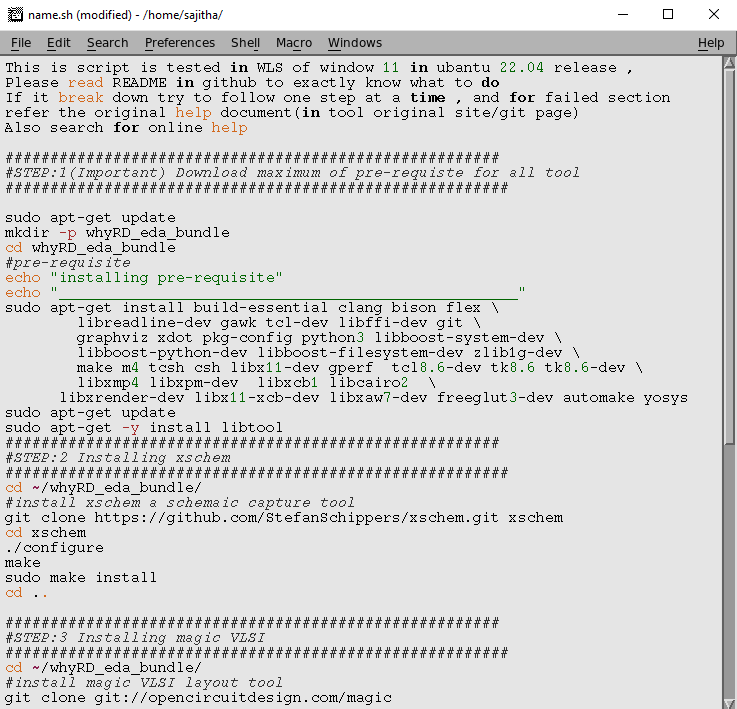 name.sh (modified) - /home/sajitha/
File Edit Search Preferences Shell Macro Windows Help
This is script is tested in WLS of window 11 in ubantu 22.04 release ,
Please read README in github to exactly know what to do
If it break down try to follow one step at a time , and for failed section
refer the original help document(in tool original site/git page)
Also search for online help
#######################################################
#STEP:1(Important) Download maximum of pre-requiste for all tool
########################################################
sudo apt-get update
mkdir -p whyRD_eda_bundle
cd whyRD_eda_bundle
#pre-requisite
echo "installing pre-requisite"
echo "___________________________________________________"
sudo apt-get install build-essential clang bison flex \
libreadline-dev gawk tcl-dev libffi-dev git \
graphviz xdot pkg-config python3 libboost-system-dev \
libboost-python-dev libboost-filesystem-dev zlib1g-dev \
make m4 tcsh csh libx11-dev gperf  tcl8.6-dev tk8.6 tk8.6-dev \
libxmp4 libxpm-dev  libxcb1 libcairo2  \
libxrender-dev libx11-xcb-dev libxaw7-dev freeglut3-dev automake yosys
sudo apt-get update
sudo apt-get -y install libtool
#######################################################
#STEP:2 Installing xschem
########################################################
cd ~/whyRD_eda_bundle/
#install xschem a schemaic capture tool
git clone https://github.com/StefanSchippers/xschem.git xschem
cd xschem
./configure
make
sudo make install
cd ..
#######################################################
#STEP:3 Installing magic VLSI
########################################################
cd ~/whyRD_eda_bundle/
#install magic VLSI layout tool
git clone git://opencircuitdesign.com/magic